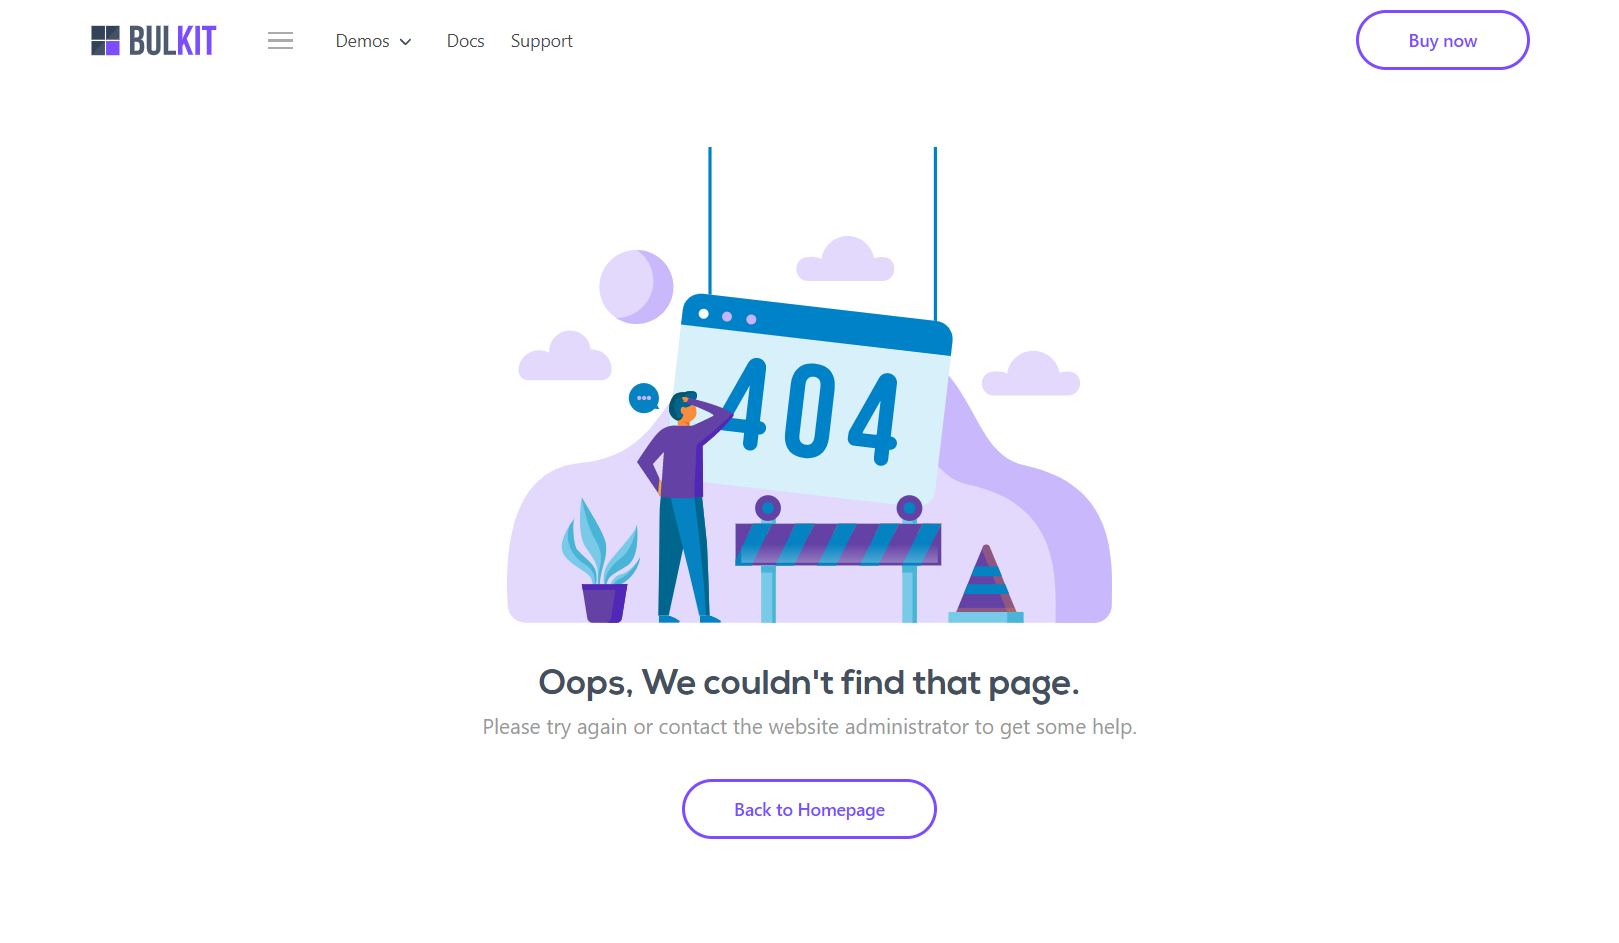 BULKIT
Demos
Docs
Support
Buy now
404
Oops, We couldn't find that page.
Please try again or contact the website administrator to get some help.
Back to Homepage